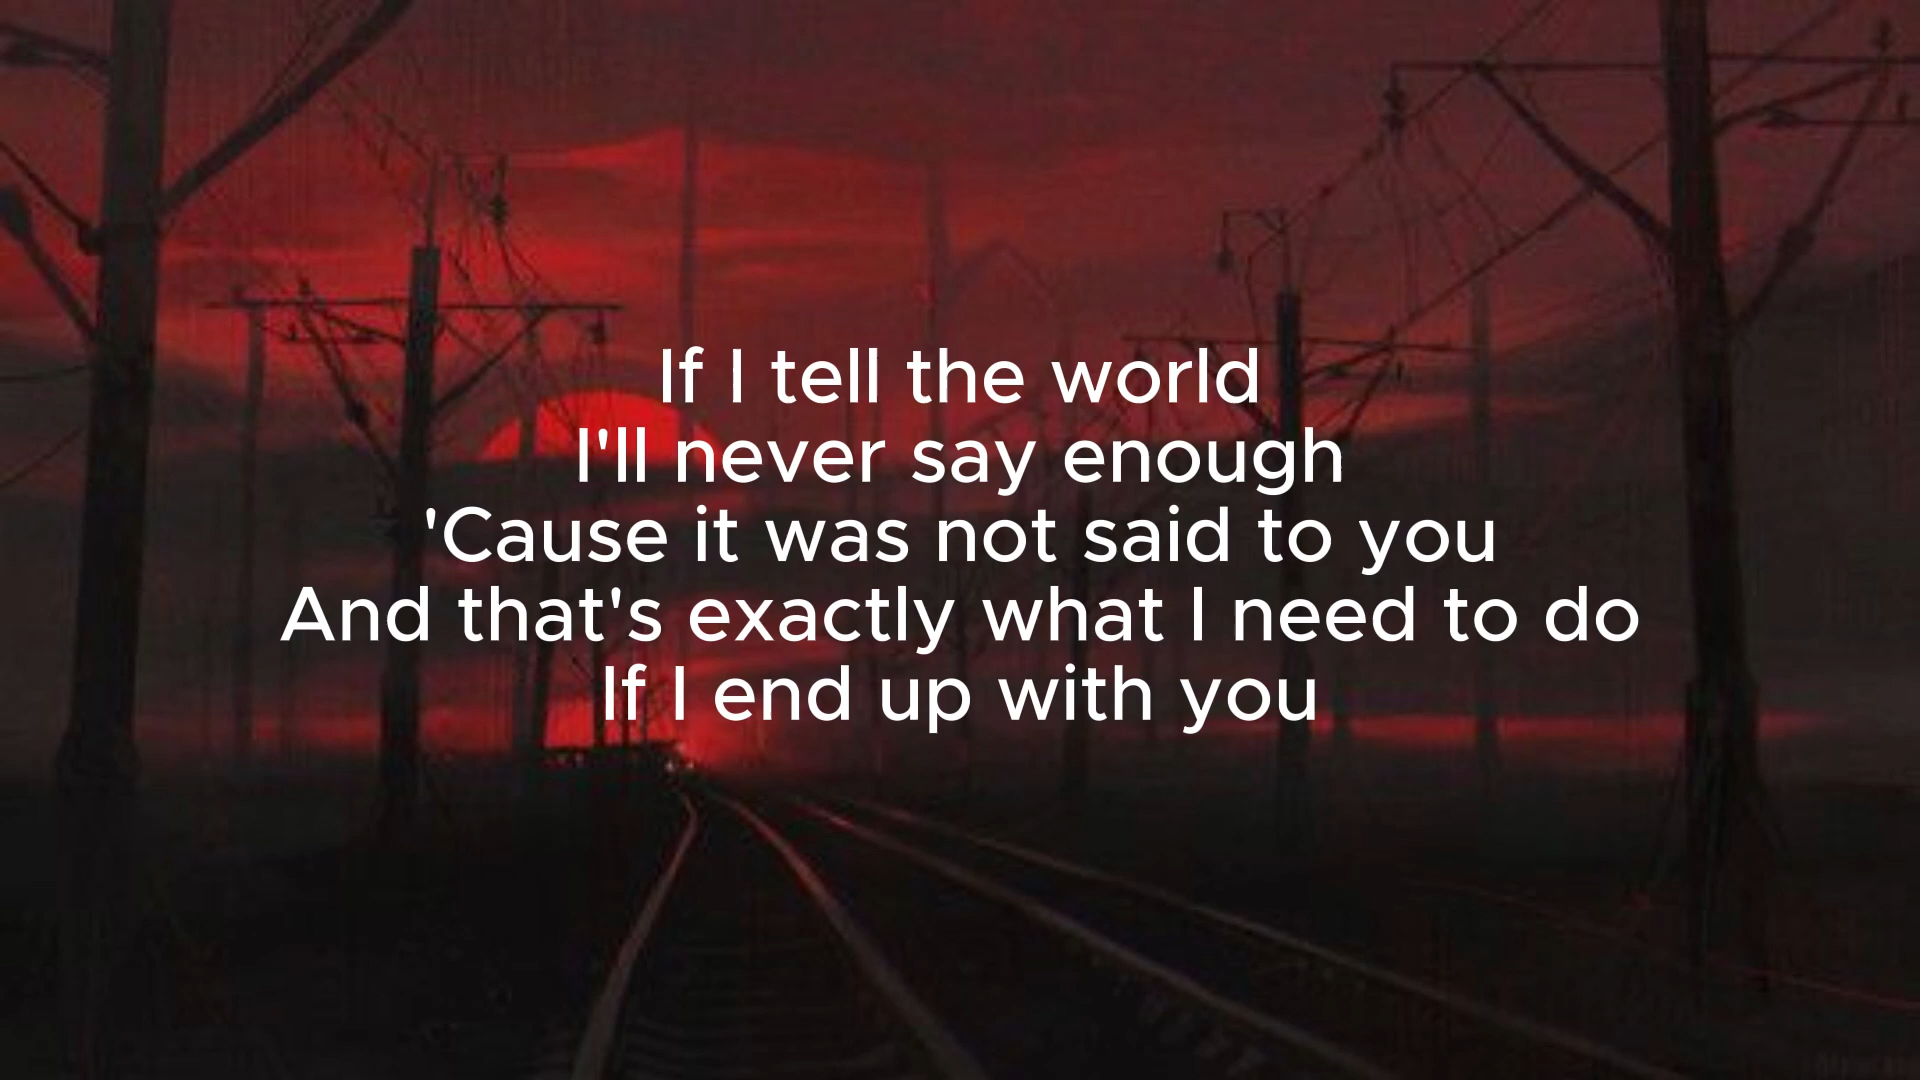 If I tell the world
I'll never say enough
'Cause it was not said to you
And that's exactly what I need to do
If I end up with you